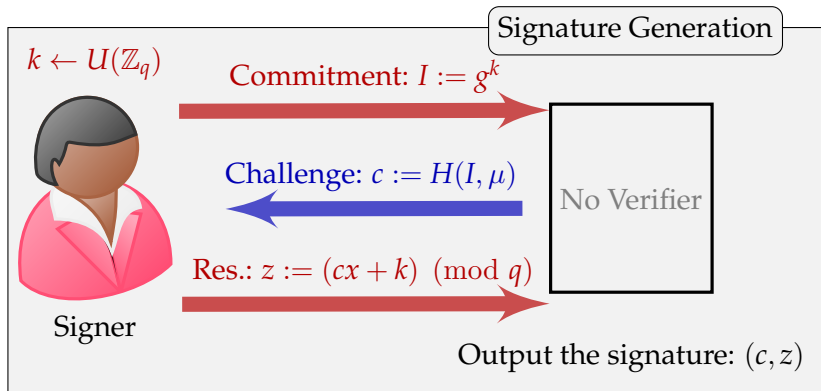 Signature Generation
k ← U(ℤ_q)
Commitment: I := g^k
Challenge: c := H(I, μ)
No Verifier
Res.: z := (cx + k) (mod q)
Signer
Output the signature: (c, z)